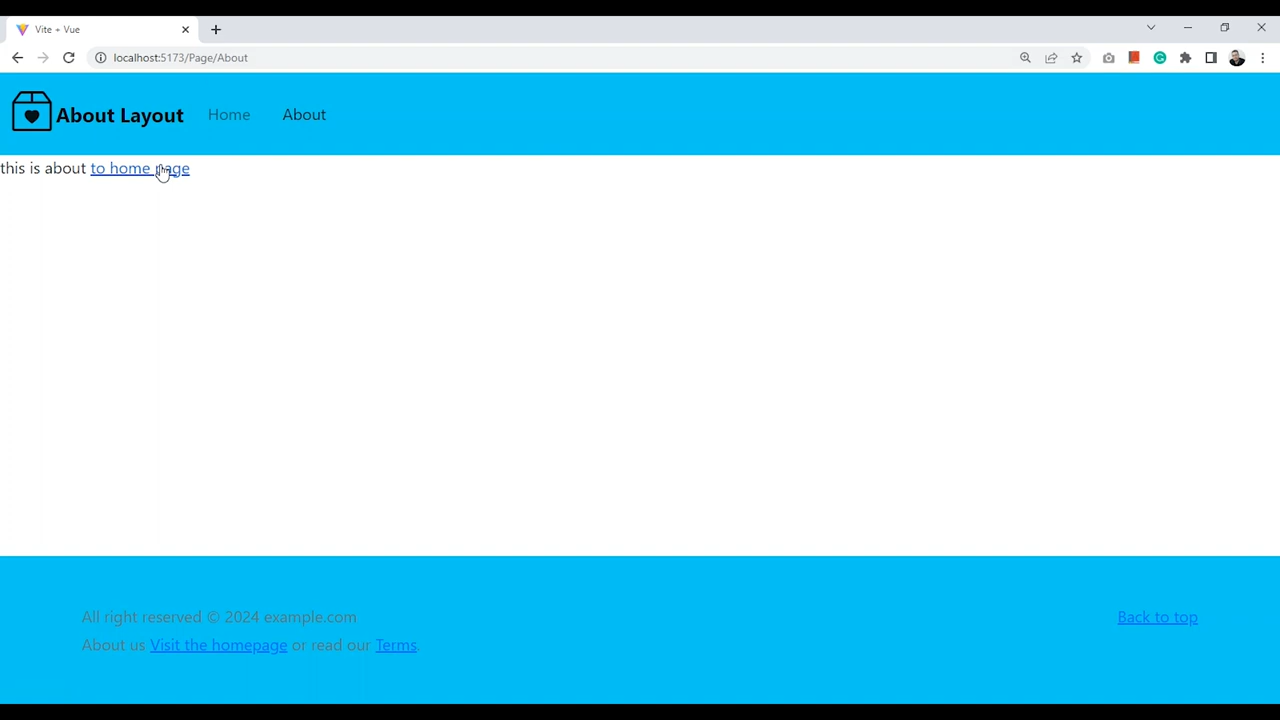 Vite + Vue
localhost:5173/Page/About
About Layout Home About
this is about to home page
All right reserved © 2024 example.com
Back to top
About us Visit the homepage or read our Terms.